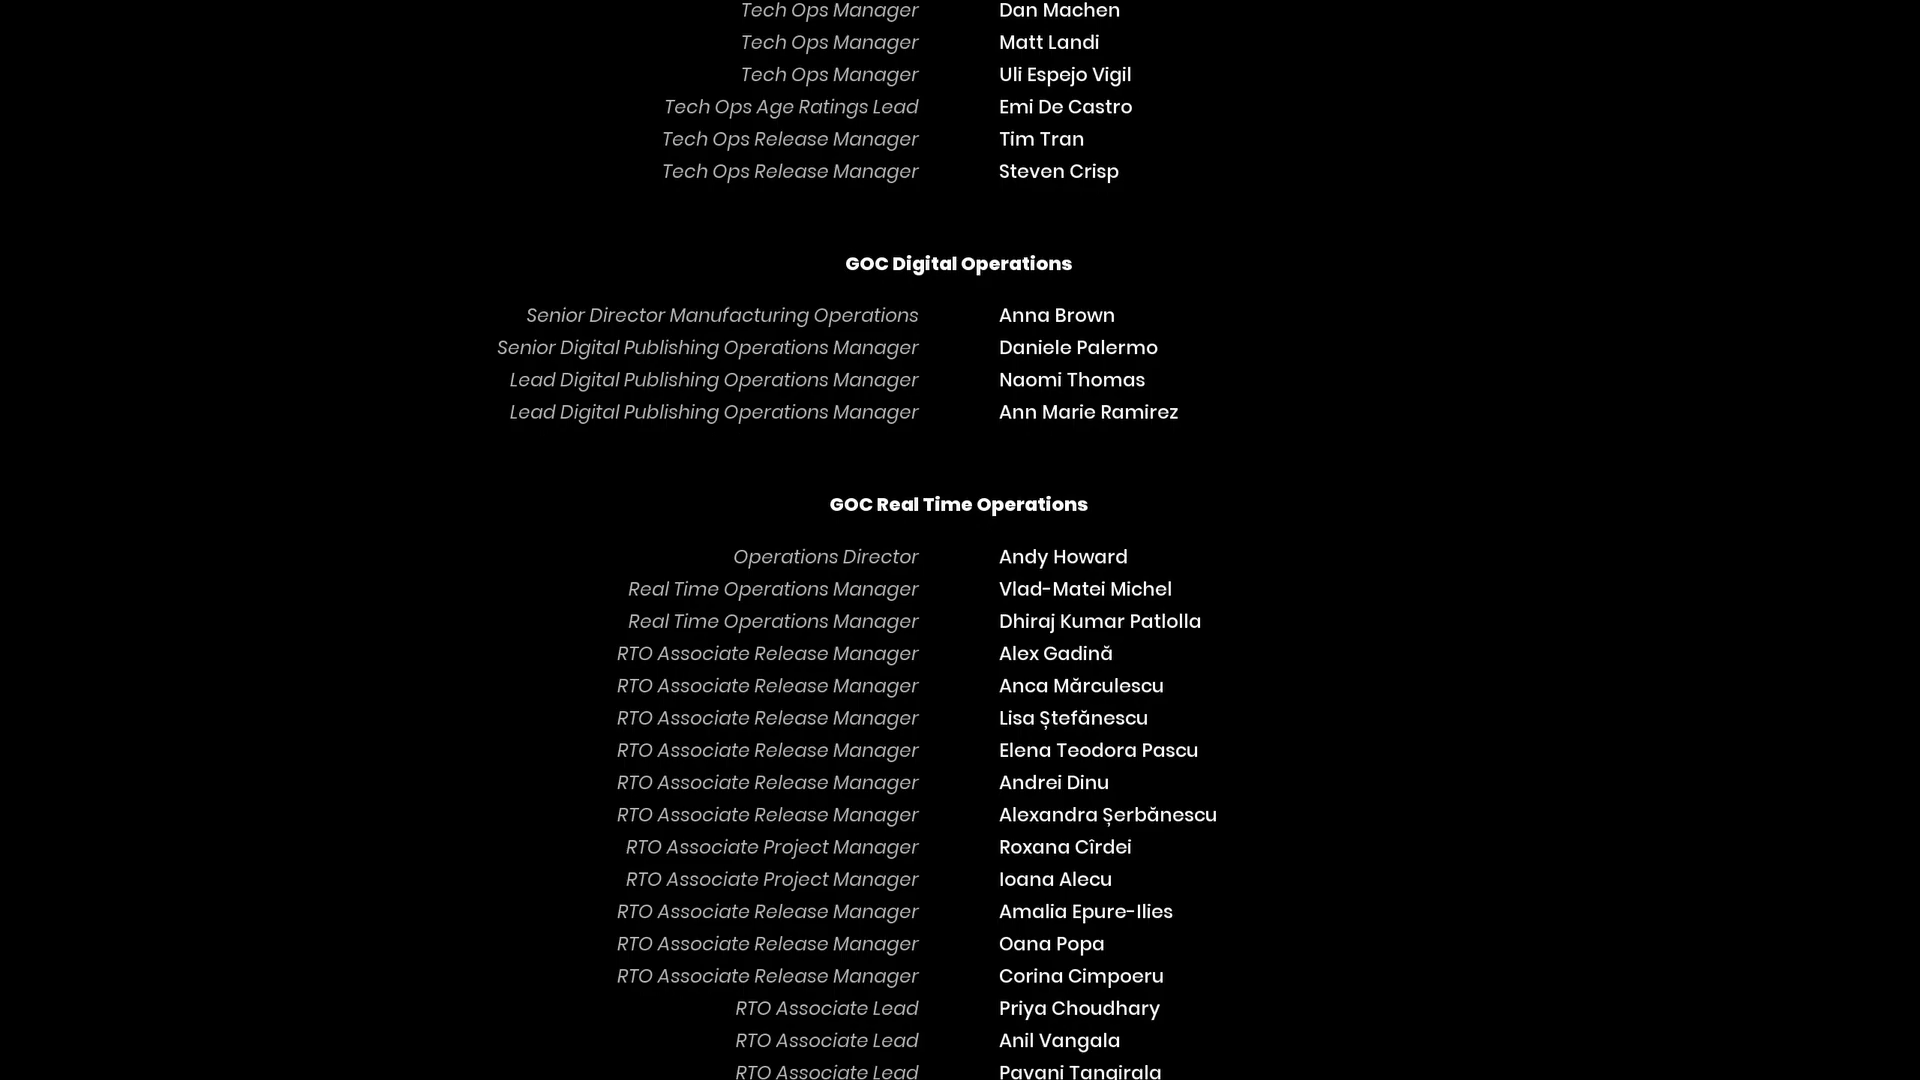 Tech Ops Manager Dan Machen
Tech Ops Manager Matt Landi
Tech Ops Manager Uli Espejo Vigil
Tech Ops Age Ratings Lead Emi De Castro
Tech Ops Release Manager Tim Tran
Tech Ops Release Manager Steven Crisp
GOC Digital Operations
Senior Director Manufacturing Operations Anna Brown
Senior Digital Publishing Operations Manager Daniele Palermo
Lead Digital Publishing Operations Manager Naomi Thomas
Lead Digital Publishing Operations Manager Ann Marie Ramirez
GOC Real Time Operations
Operations Director Andy Howard
Real Time Operations Manager Vlad-Matei Michel
Real Time Operations Manager Dhiraj Kumar Patlolla
RTO Associate Release Manager Alex Gadină
RTO Associate Release Manager Anca Mărculescu
RTO Associate Release Manager Lisa Ștefănescu
RTO Associate Release Manager Elena Teodora Pascu
RTO Associate Release Manager Andrei Dinu
RTO Associate Release Manager Alexandra Șerbănescu
RTO Associate Project Manager Roxana Cîrdei
RTO Associate Project Manager Ioana Alecu
RTO Associate Release Manager Amalia Epure-Ilies
RTO Associate Release Manager Oana Popa
RTO Associate Release Manager Corina Cimpoeru
RTO Associate Lead Priya Choudhary
RTO Associate Lead Anil Vangala
RTO Associate Lead Pavani Tangirala